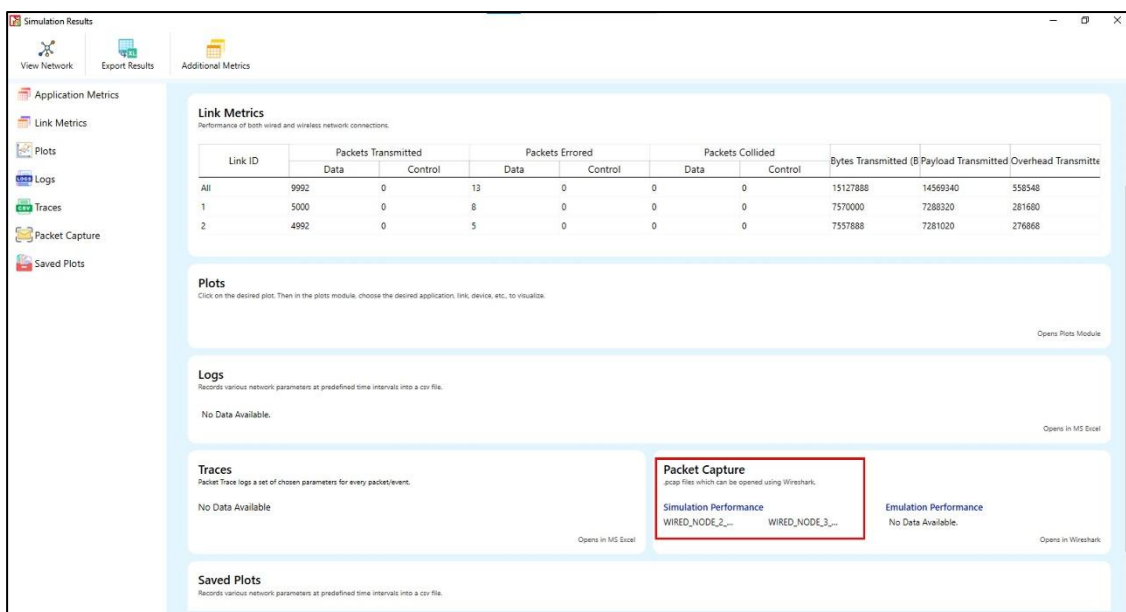 Simulation Results
View Network Export Results Additional Metrics
Application Metrics
Link Metrics
Plots
Logs
Traces
Packet Capture
Saved Plots
Link Metrics
Performance of both wired and wireless network connections.
Link ID Packets Transmitted Packets Errored Packets Collided Bytes Transmitted (B Payload Transmitted Overhead Transmitte
Data Control Data Control Data Control
All 9992 0 13 0 0 0 15127888 14569340 558548
1 5000 0 8 0 0 0 7570000 7288320 281680
2 4992 0 5 0 0 0 7557888 7281020 276868
Plots
Click on the desired plot. Then in the plots module, choose the desired application, link, device, etc., to visualize.
Opens Plots Module
Logs
Records various network parameters at predefined time intervals into a csv file.
No Data Available.
Opens in MS Excel
Traces
Packet Trace logs a set of chosen parameters for every packet/event.
No Data Available
Opens in MS Excel
Packet Capture
.pcap files which can be opened using Wireshark.
Simulation Performance Emulation Performance
WIRED_NODE_2_... WIRED_NODE_3_... No Data Available.
Opens in Wireshark
Saved Plots
Records various network parameters at predefined time intervals into a csv file.